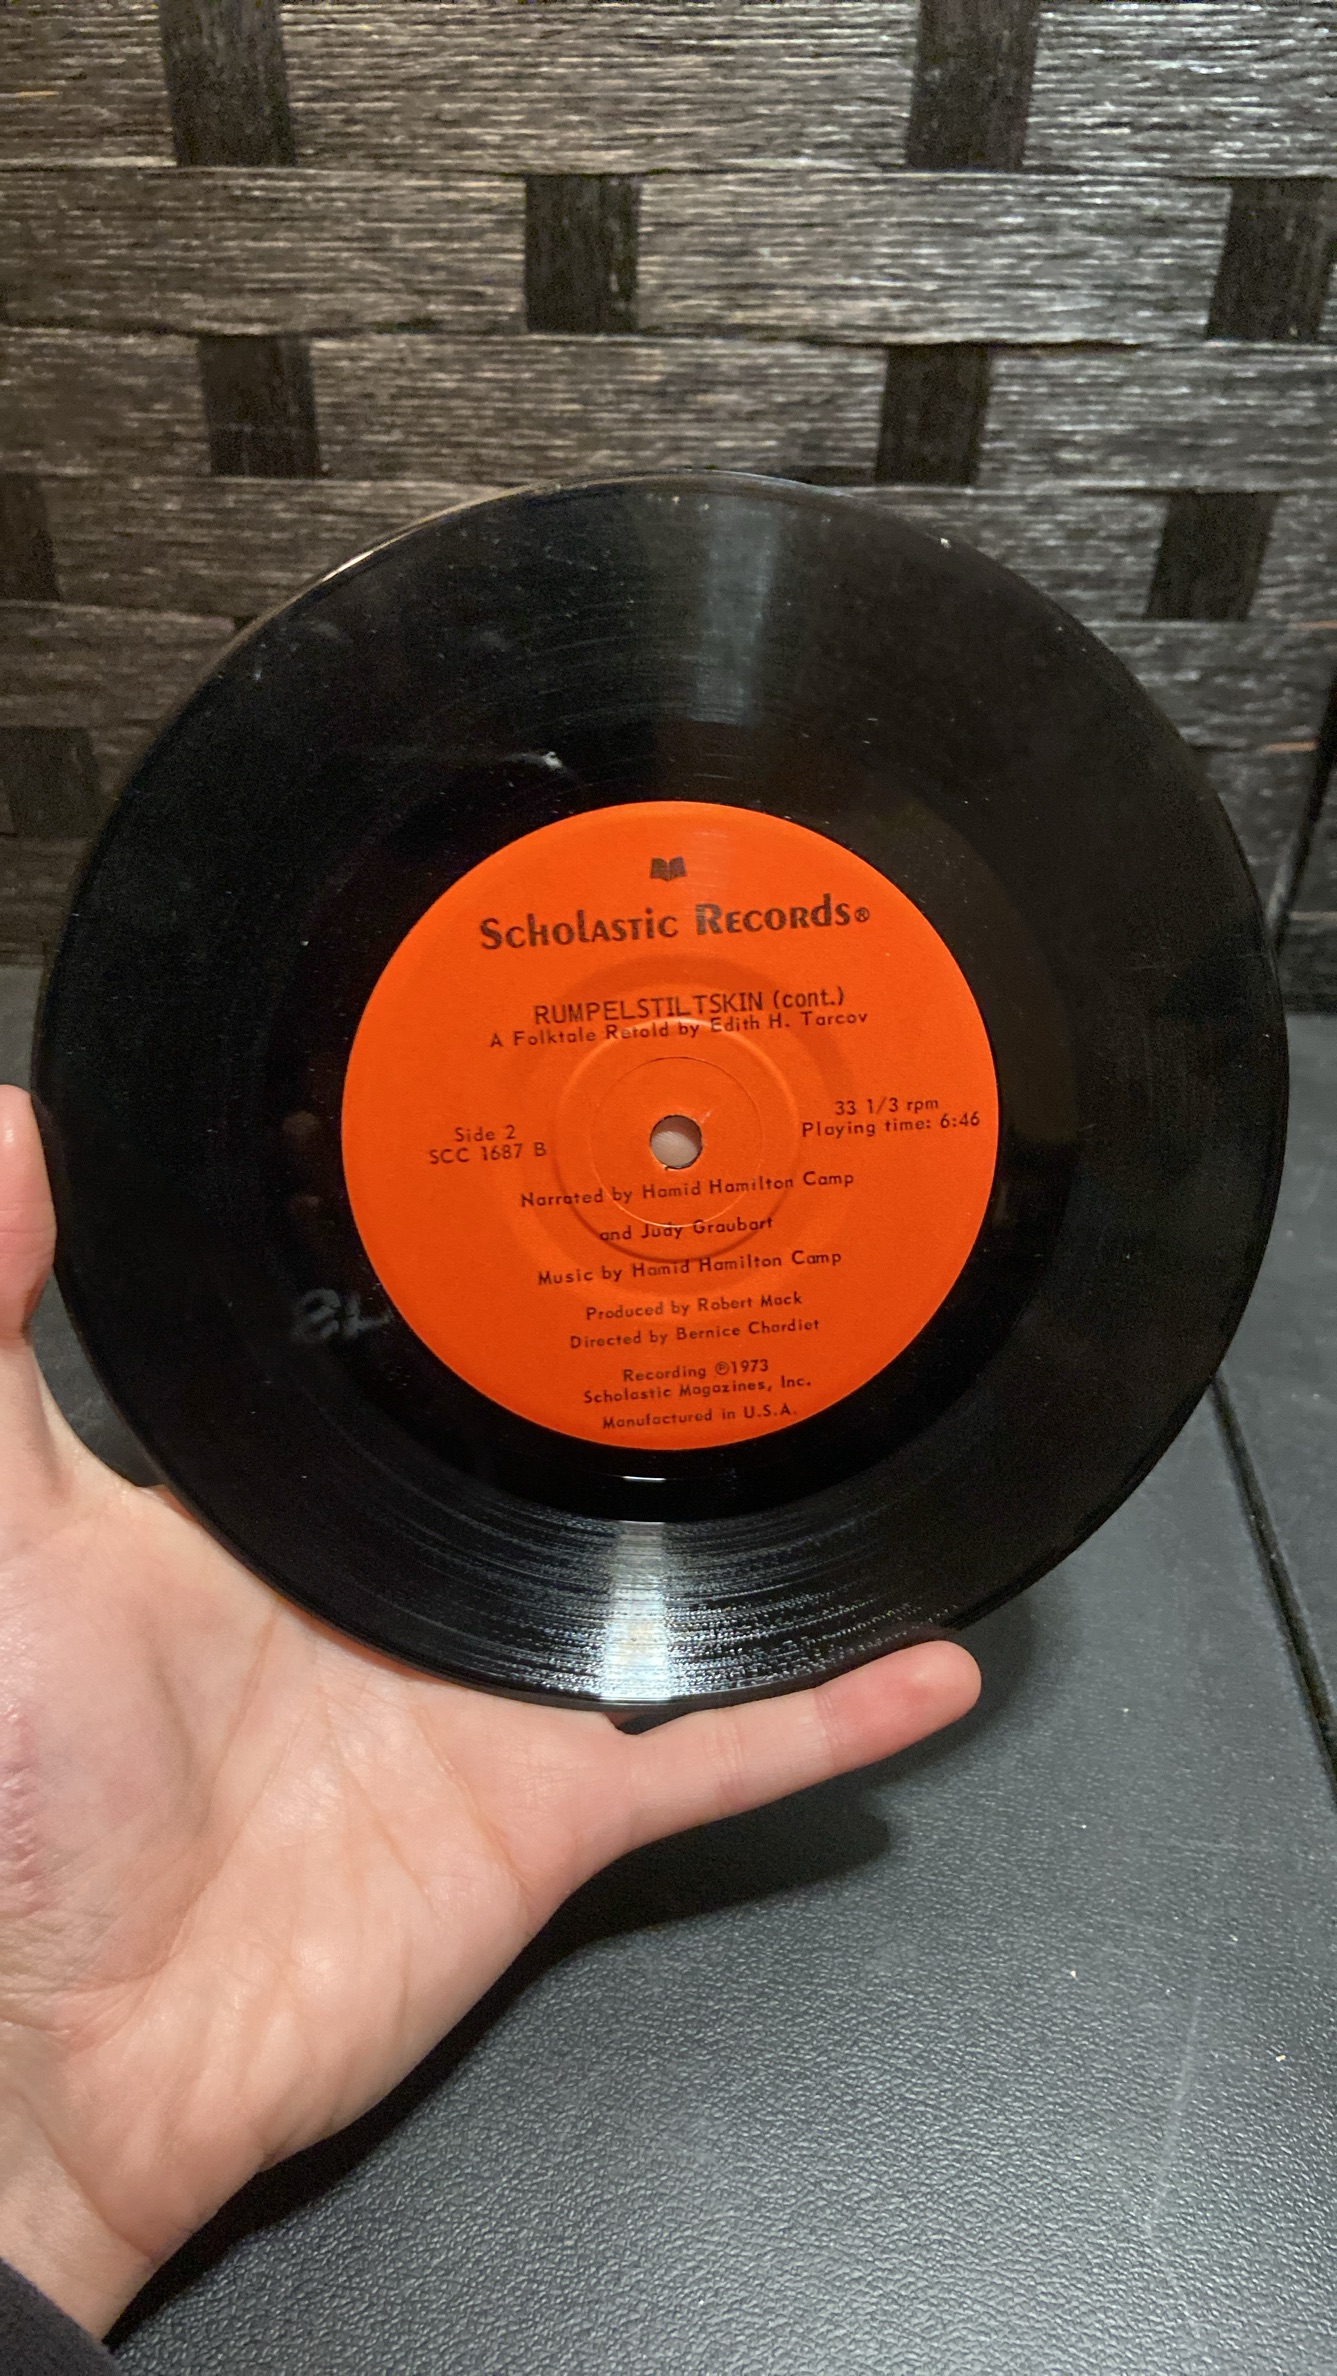 Scholastic Records®
RUMPELSTILTSKIN (cont.)
A Folktale Retold by Edith H. Tarcov
Side 2
SCC 1687 B
33 1/3 rpm
Playing time: 6:46
Narrated by Hamid Hamilton Camp
and Judy Graubart
Music by Hamid Hamilton Camp
Produced by Robert Mack
Directed by Bernice Chardiet
Recording ℗1973
Scholastic Magazines, Inc.
Manufactured in U.S.A.